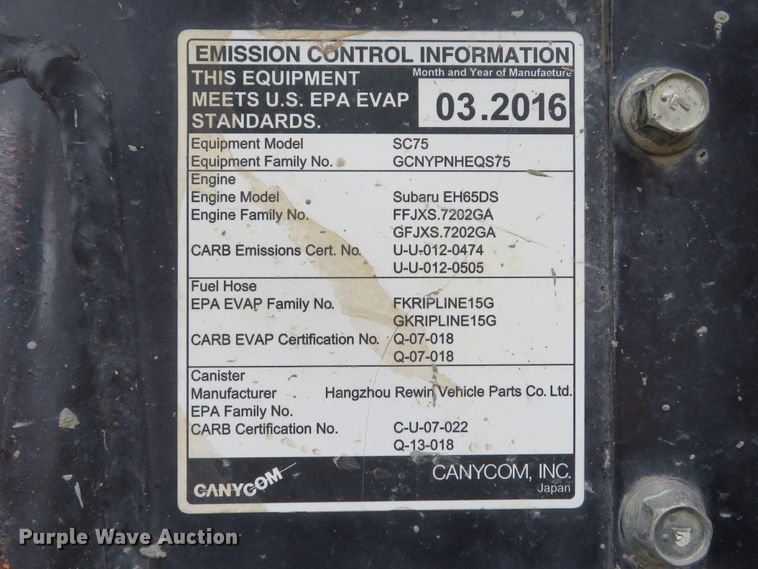 EMISSION CONTROL INFORMATION
THIS EQUIPMENT
MEETS U.S. EPA EVAP
STANDARDS.
Month and Year of Manufacture
03.2016
Equipment Model SC75
Equipment Family No. GCNYPNHEQS75
Engine
Engine Model Subaru EH65DS
Engine Family No. FFJXS.7202GA
GFJXS.7202GA
CARB Emissions Cert. No. U-U-012-0474
U-U-012-0505
Fuel Hose
EPA EVAP Family No. FKRIPLINE15G
GKRIPLINE15G
CARB EVAP Certification No. Q-07-018
Q-07-018
Canister
Manufacturer Hangzhou Rewin Vehicle Parts Co. Ltd.
EPA Family No.
CARB Certification No. C-U-07-022
Q-13-018
CANYCOM
CANYCOM, INC.
Japan
Purple Wave Auction